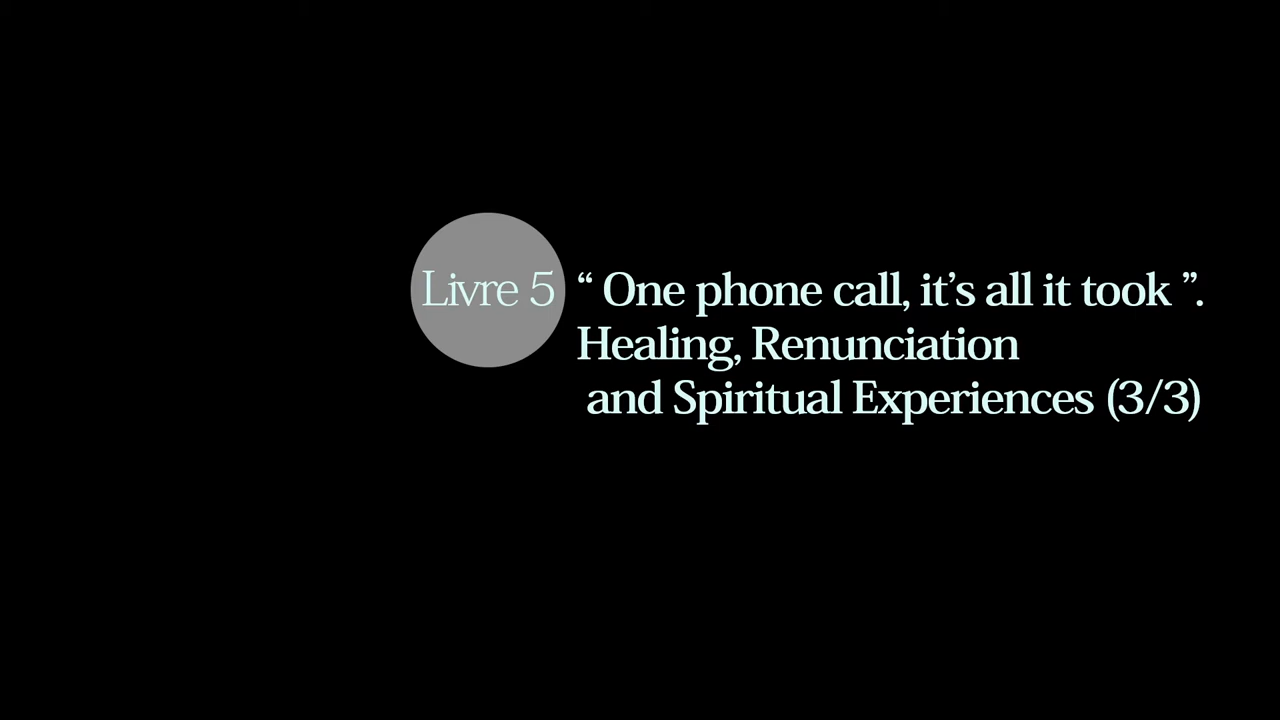 Livre 5 “ One phone call, it’s all it took ”.
Healing, Renunciation
and Spiritual Experiences (3/3)